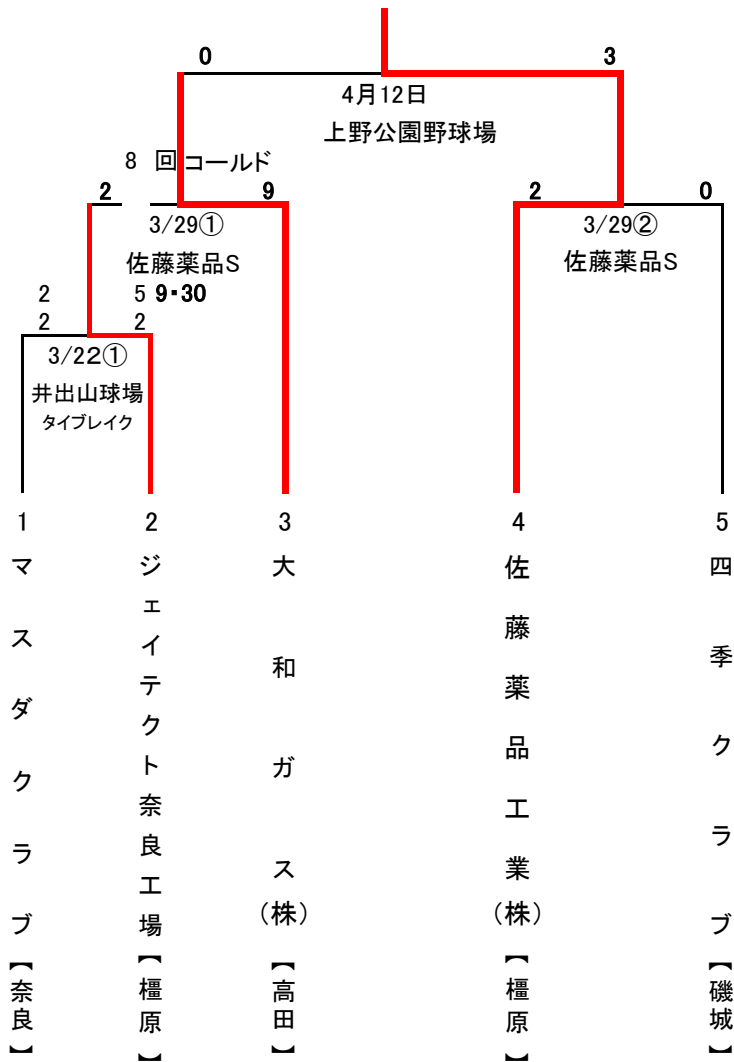 0 3
4月12日
上野公園野球場
8 回コールド
2 9 2 0
3/29① 3/29②
佐藤薬品S 佐藤薬品S
2 5 9・30
2 2
3/22①
井出山球場
タイブレイク
1 2 3 4 5
マスダクラブ【奈良】
ジェイテクト奈良工場【橿原】
大和ガス(株)【高田】
佐藤薬品工業(株)【橿原】
四季クラブ【磯城】